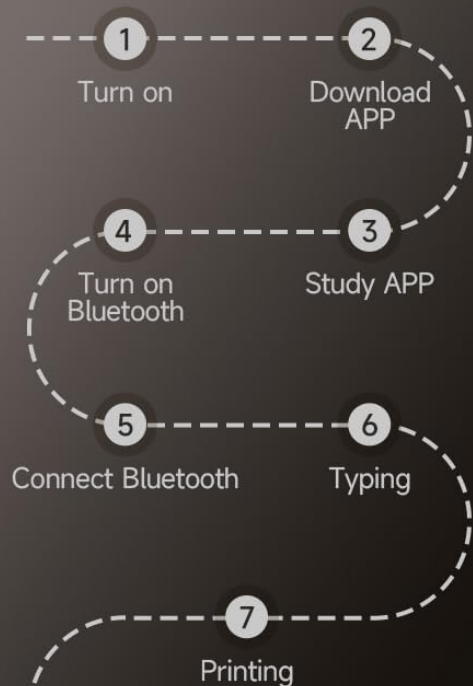 1
Turn on
2
Download
APP
3
Study APP
4
Turn on
Bluetooth
5
Connect Bluetooth
6
Typing
7
Printing